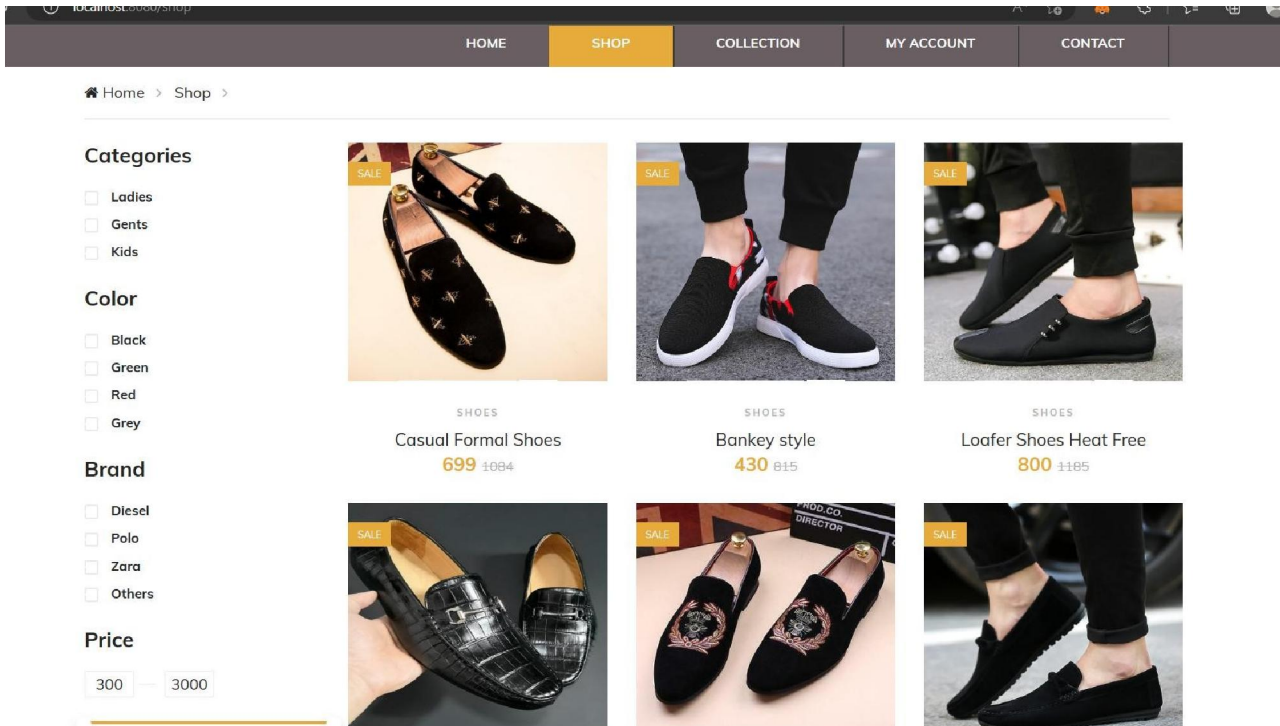 localhost:8080/shop
HOME SHOP COLLECTION MY ACCOUNT CONTACT
Home > Shop >
Categories
Ladies
Gents
Kids
Color
Black
Green
Red
Grey
Brand
Diesel
Polo
Zara
Others
Price
300 — 3000
SALE
SALE
SALE
SHOES
Casual Formal Shoes
699 1084
SHOES
Bankey style
430 815
SHOES
Loafer Shoes Heat Free
800 1185
SALE
SALE
PROD.CO.
DIRECTOR
SALE